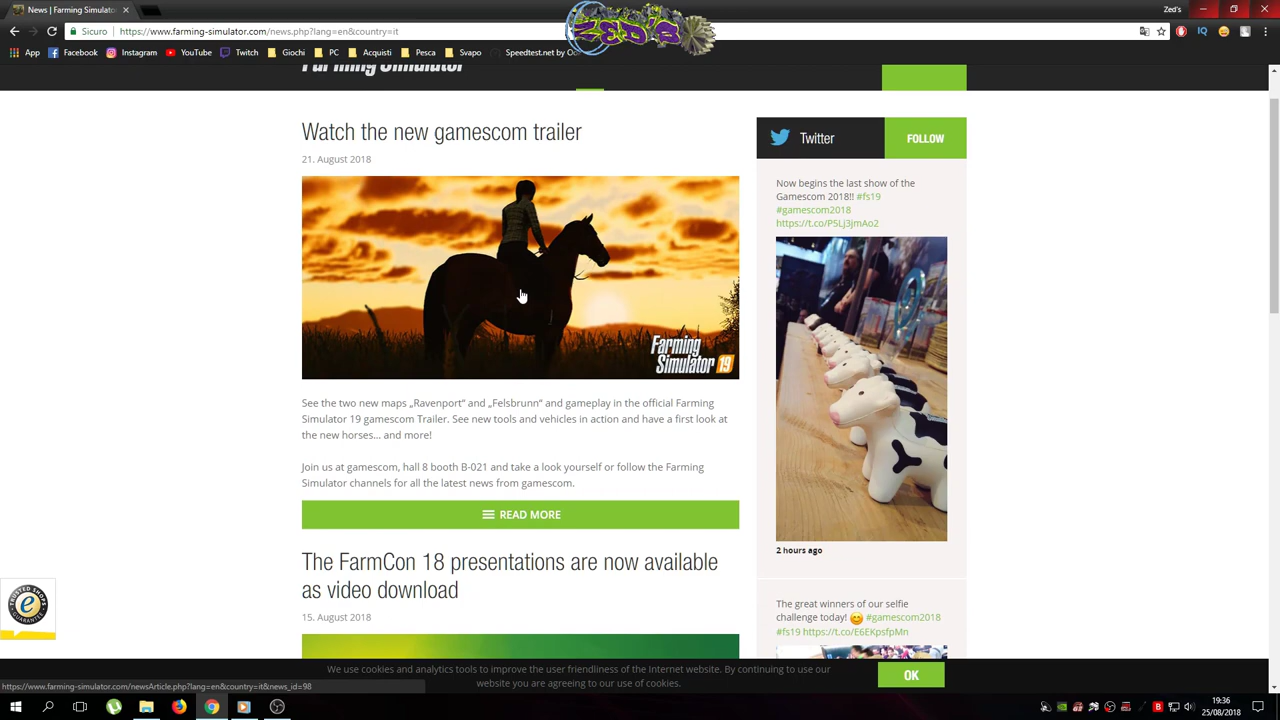 News | Farming Simulator
Zed's
ZED'S
Sicuro
https://www.farming-simulator.com/news.php?lang=en&country=it
App
Facebook
Instagram
YouTube
Twitch
Giochi
PC
Acquisti
Pesca
Svapo
Speedtest.net by Oo
Farming Simulator
Watch the new gamescom trailer
21. August 2018
Farming
Simulator 19
See the two new maps „Ravenport“ and „Felsbrunn“ and gameplay in the official Farming
Simulator 19 gamescom Trailer. See new tools and vehicles in action and have a first look at
the new horses... and more!
Join us at gamescom, hall 8 booth B-021 and take a look yourself or follow the Farming
Simulator channels for all the latest news from gamescom.
READ MORE
The FarmCon 18 presentations are now available
as video download
15. August 2018
Twitter
FOLLOW
Now begins the last show of the
Gamescom 2018!! #fs19
#gamescom2018
https://t.co/P5Lj3jmAo2
2 hours ago
The great winners of our selfie
challenge today! 😊 #gamescom2018
#fs19 https://t.co/E6EKpsfpMn
TRUSTED SHOPS
GUARANTEE
We use cookies and analytics tools to improve the user friendliness of the Internet website. By continuing to use our
website you are agreeing to our use of cookies.
OK
https://www.farming-simulator.com/newsArticle.php?lang=en&country=it&news_id=98
19:36
25/08/2018